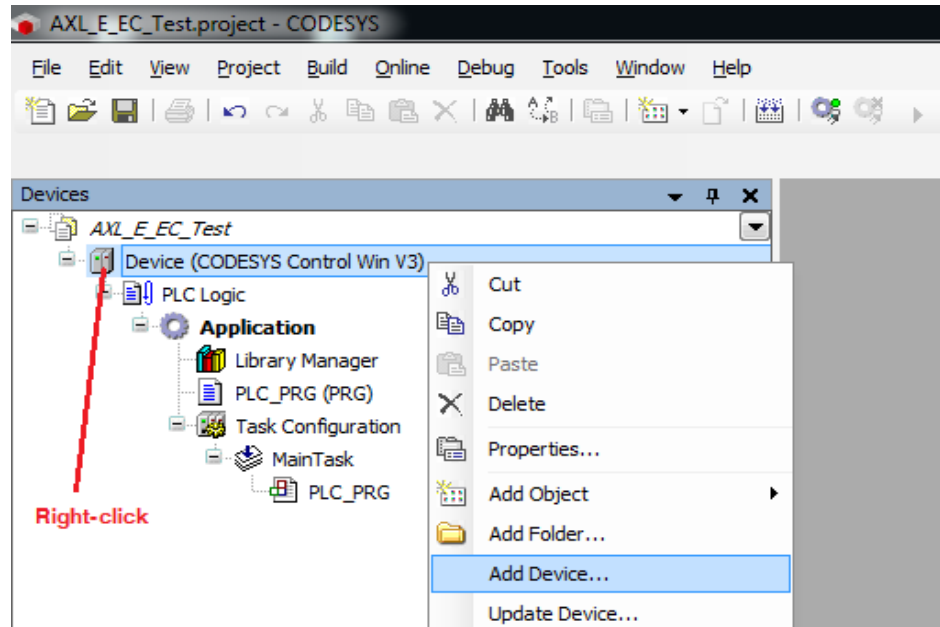 AXL_E_EC_Test.project - CODESYS
File Edit View Project Build Online Debug Tools Window Help
Devices
AXL_E_EC_Test
Device (CODESYS Control Win V3)
PLC Logic
Application
Library Manager
PLC_PRG (PRG)
Task Configuration
MainTask
PLC_PRG
Right-click
Cut
Copy
Paste
Delete
Properties...
Add Object
Add Folder...
Add Device...
Update Device...